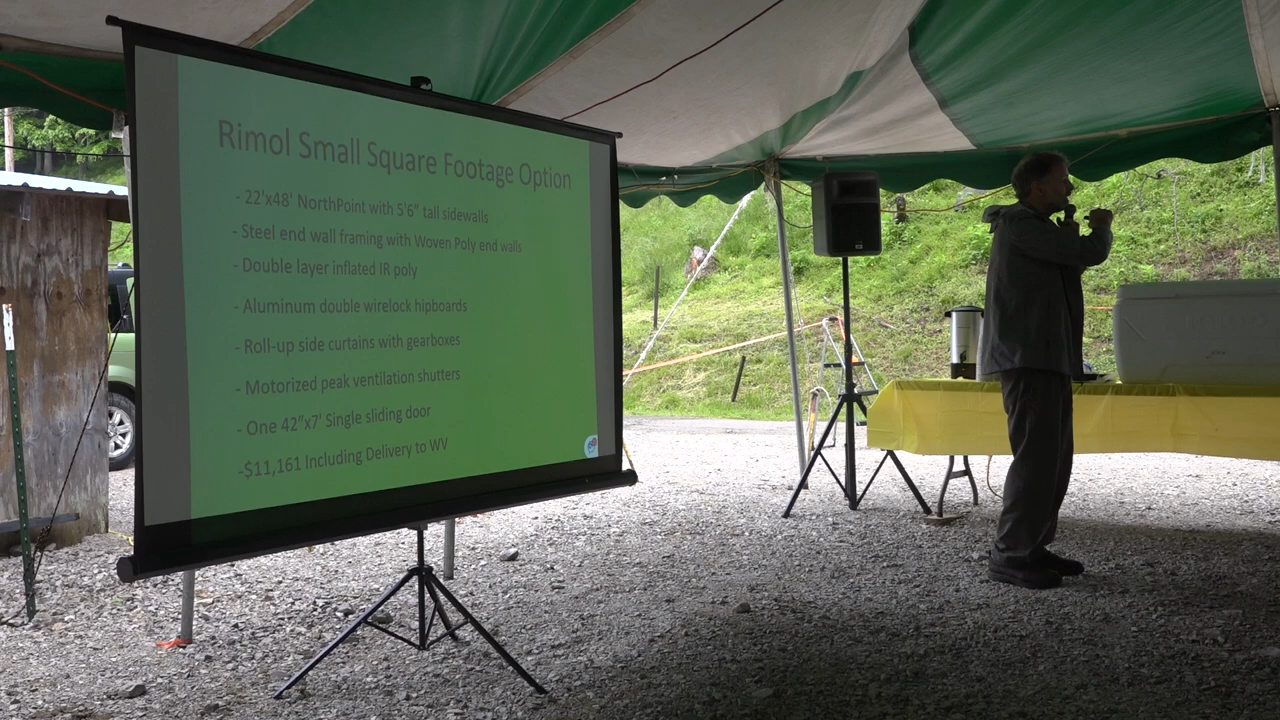 Rimol Small Square Footage Option
- 22'x48' NorthPoint with 5'6" tall sidewalls
- Steel end wall framing with Woven Poly end walls
- Double layer inflated IR poly
- Aluminum double wirelock hipboards
- Roll-up side curtains with gearboxes
- Motorized peak ventilation shutters
- One 42"x7' Single sliding door
-$11,161 Including Delivery to WV